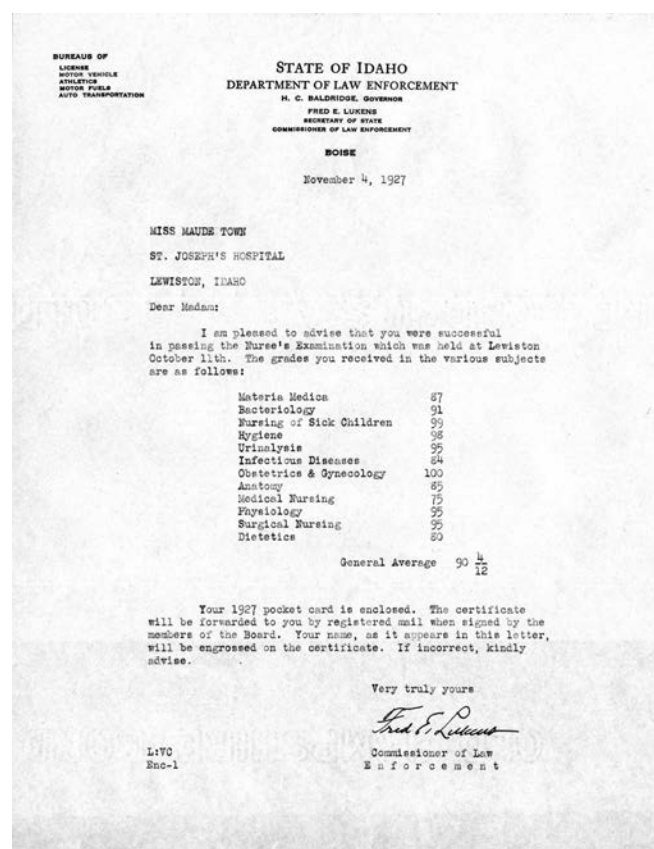 BUREAUS OF
LICENSE
MOTOR VEHICLE
ATHLETICS
MOTOR FUELS
AUTO TRANSPORTATION
STATE OF IDAHO
DEPARTMENT OF LAW ENFORCEMENT
H. C. BALDRIDGE, GOVERNOR
FRED E. LUKENS
SECRETARY OF STATE
COMMISSIONER OF LAW ENFORCEMENT
BOISE
November 4, 1927
MISS MAUDE TOWN
ST. JOSEPH'S HOSPITAL
LEWISTON, IDAHO
Dear Madam:
I am pleased to advise that you were successful
in passing the Nurse's Examination which was held at Lewiston
October 11th. The grades you received in the various subjects
are as follows:
Materia Medica 87
Bacteriology 91
Nursing of Sick Children 99
Hygiene 98
Urinalysis 95
Infectious Diseases 84
Obstetrics & Gynecology 100
Anatomy 85
Medical Nursing 75
Physiology 95
Surgical Nursing 95
Dietetics 80
General Average 90 4/12
Your 1927 pocket card is enclosed. The certificate
will be forwarded to you by registered mail when signed by the
members of the Board. Your name, as it appears in this letter,
will be engrossed on the certificate. If incorrect, kindly
advise.
Very truly yours
Fred E. Lukens
L:VC
Commissioner of Law
Enc-1
Enforcement